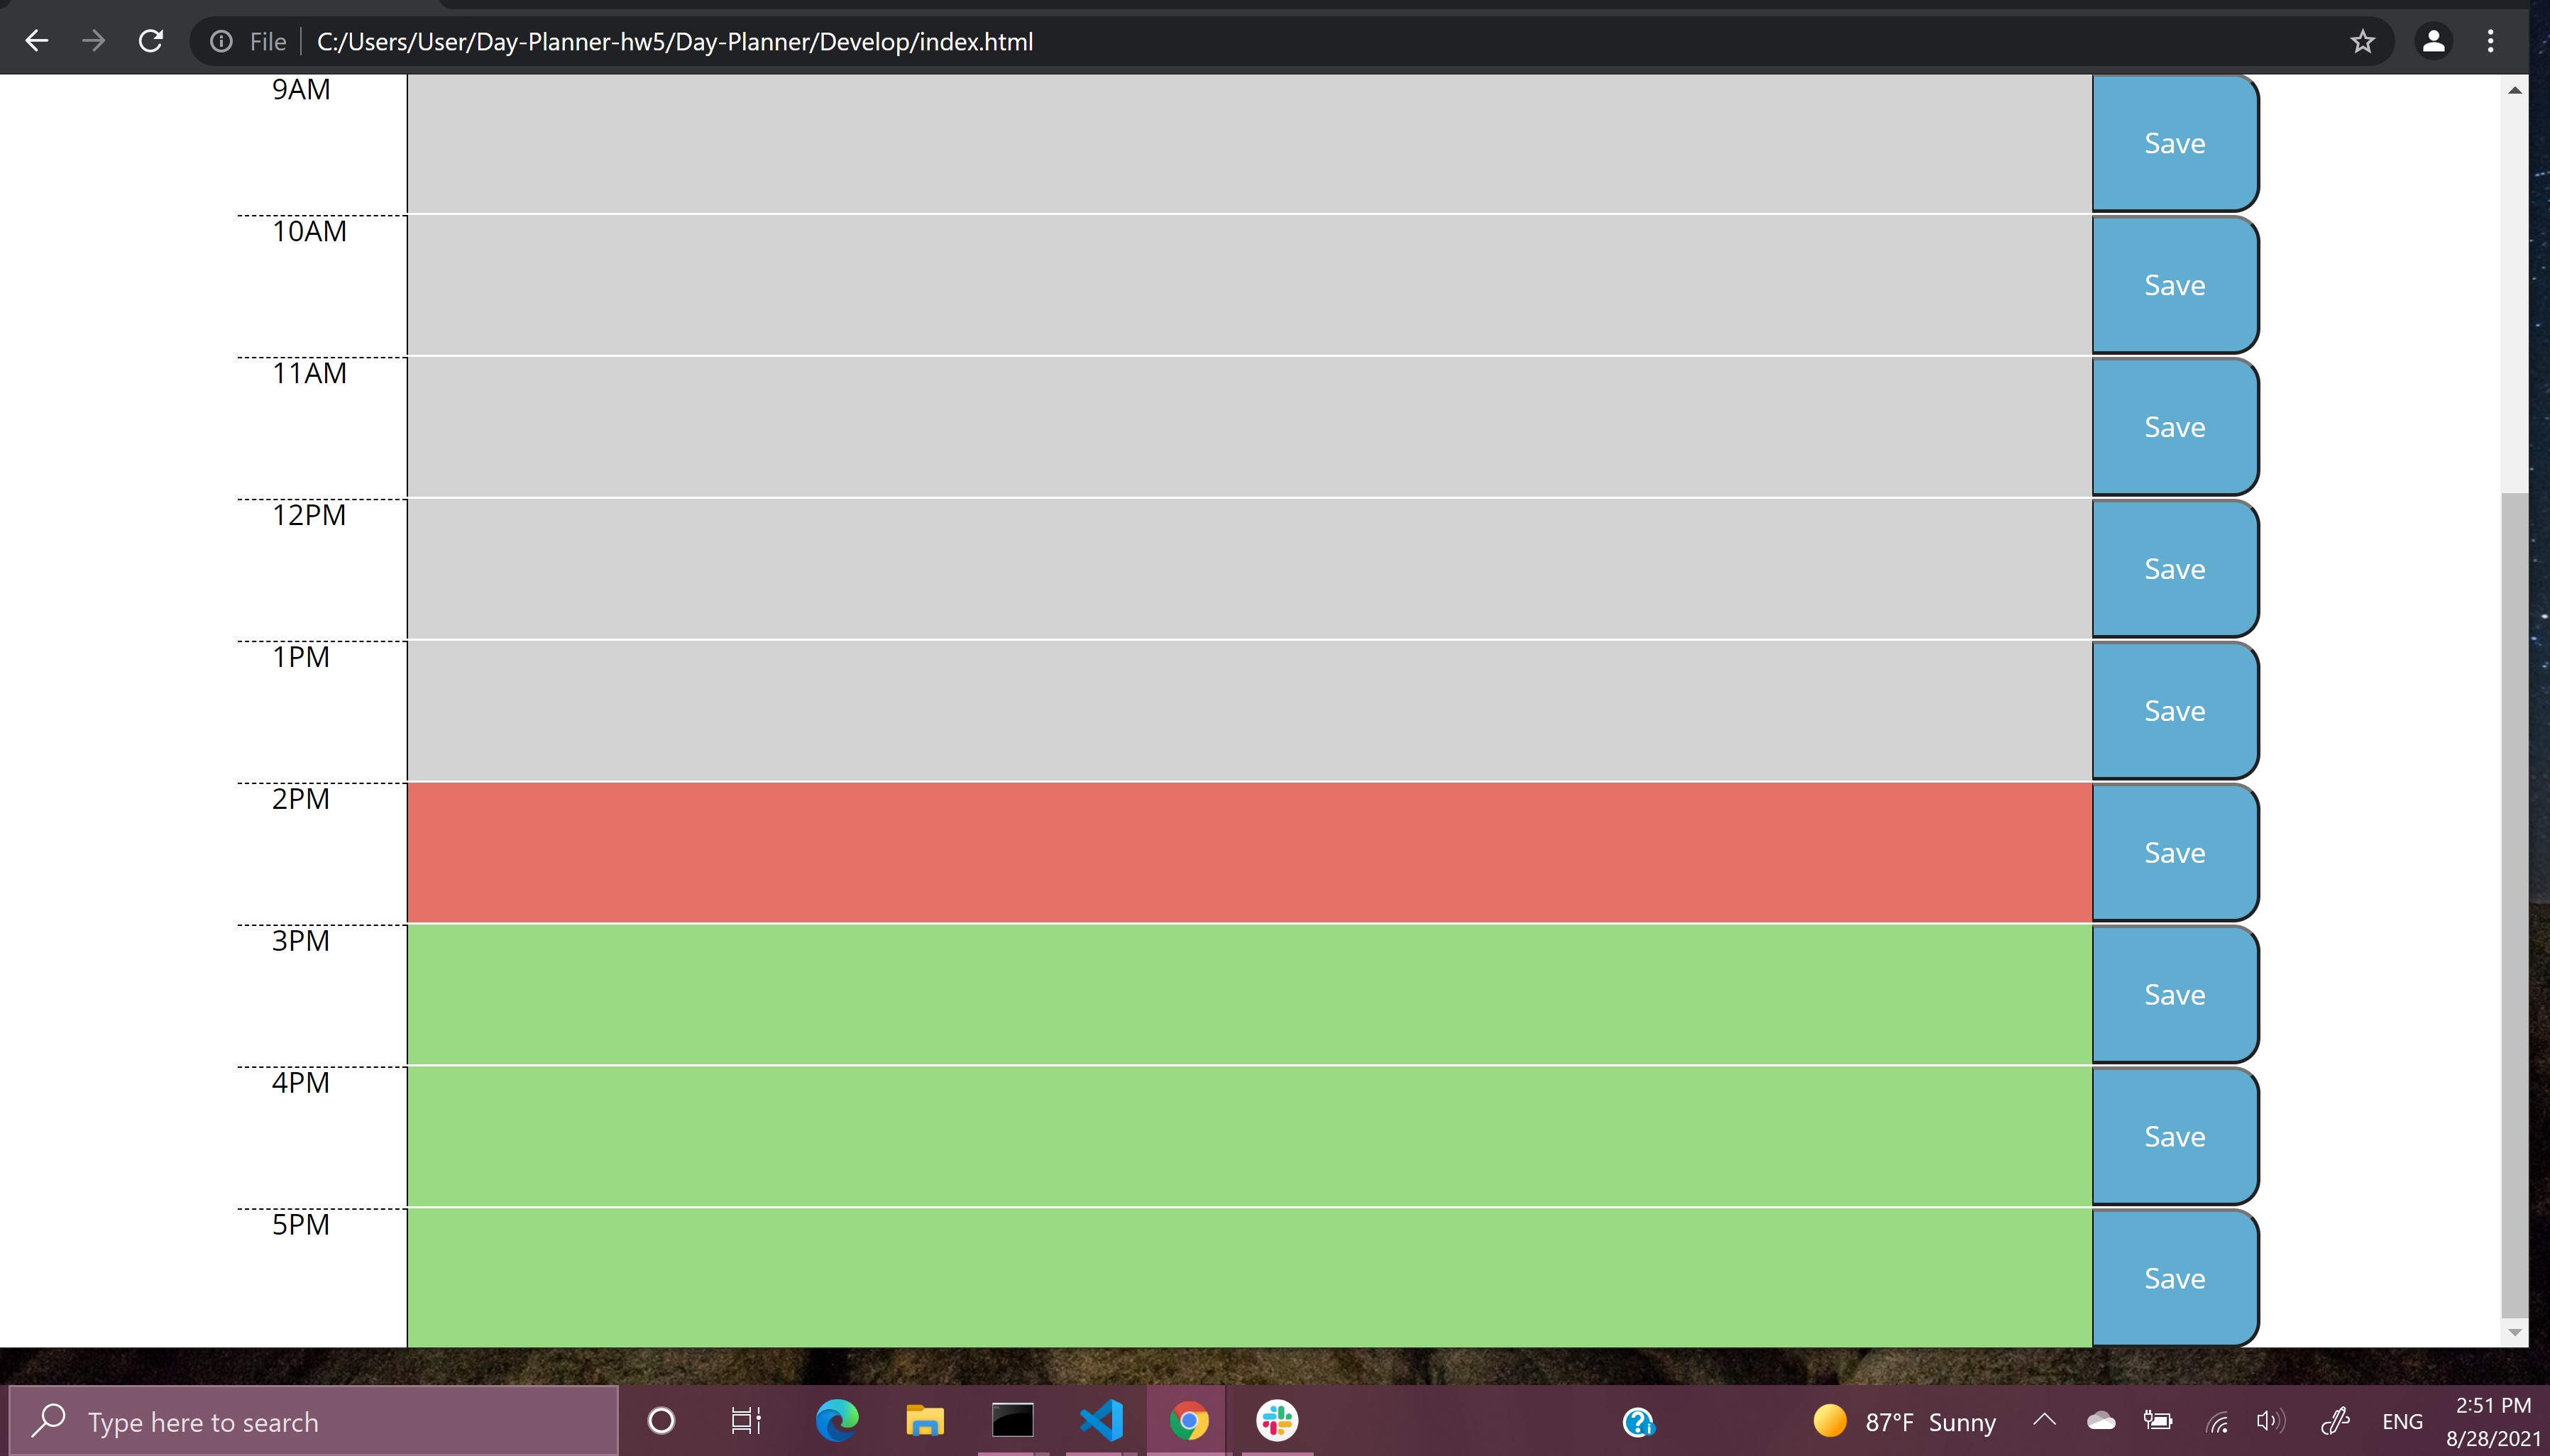 File C:/Users/User/Day-Planner-hw5/Day-Planner/Develop/index.html
9AM
Save
10AM
Save
11AM
Save
12PM
Save
1PM
Save
2PM
Save
3PM
Save
4PM
Save
5PM
Save
Type here to search
87°F Sunny
ENG
2:51 PM
8/28/2021